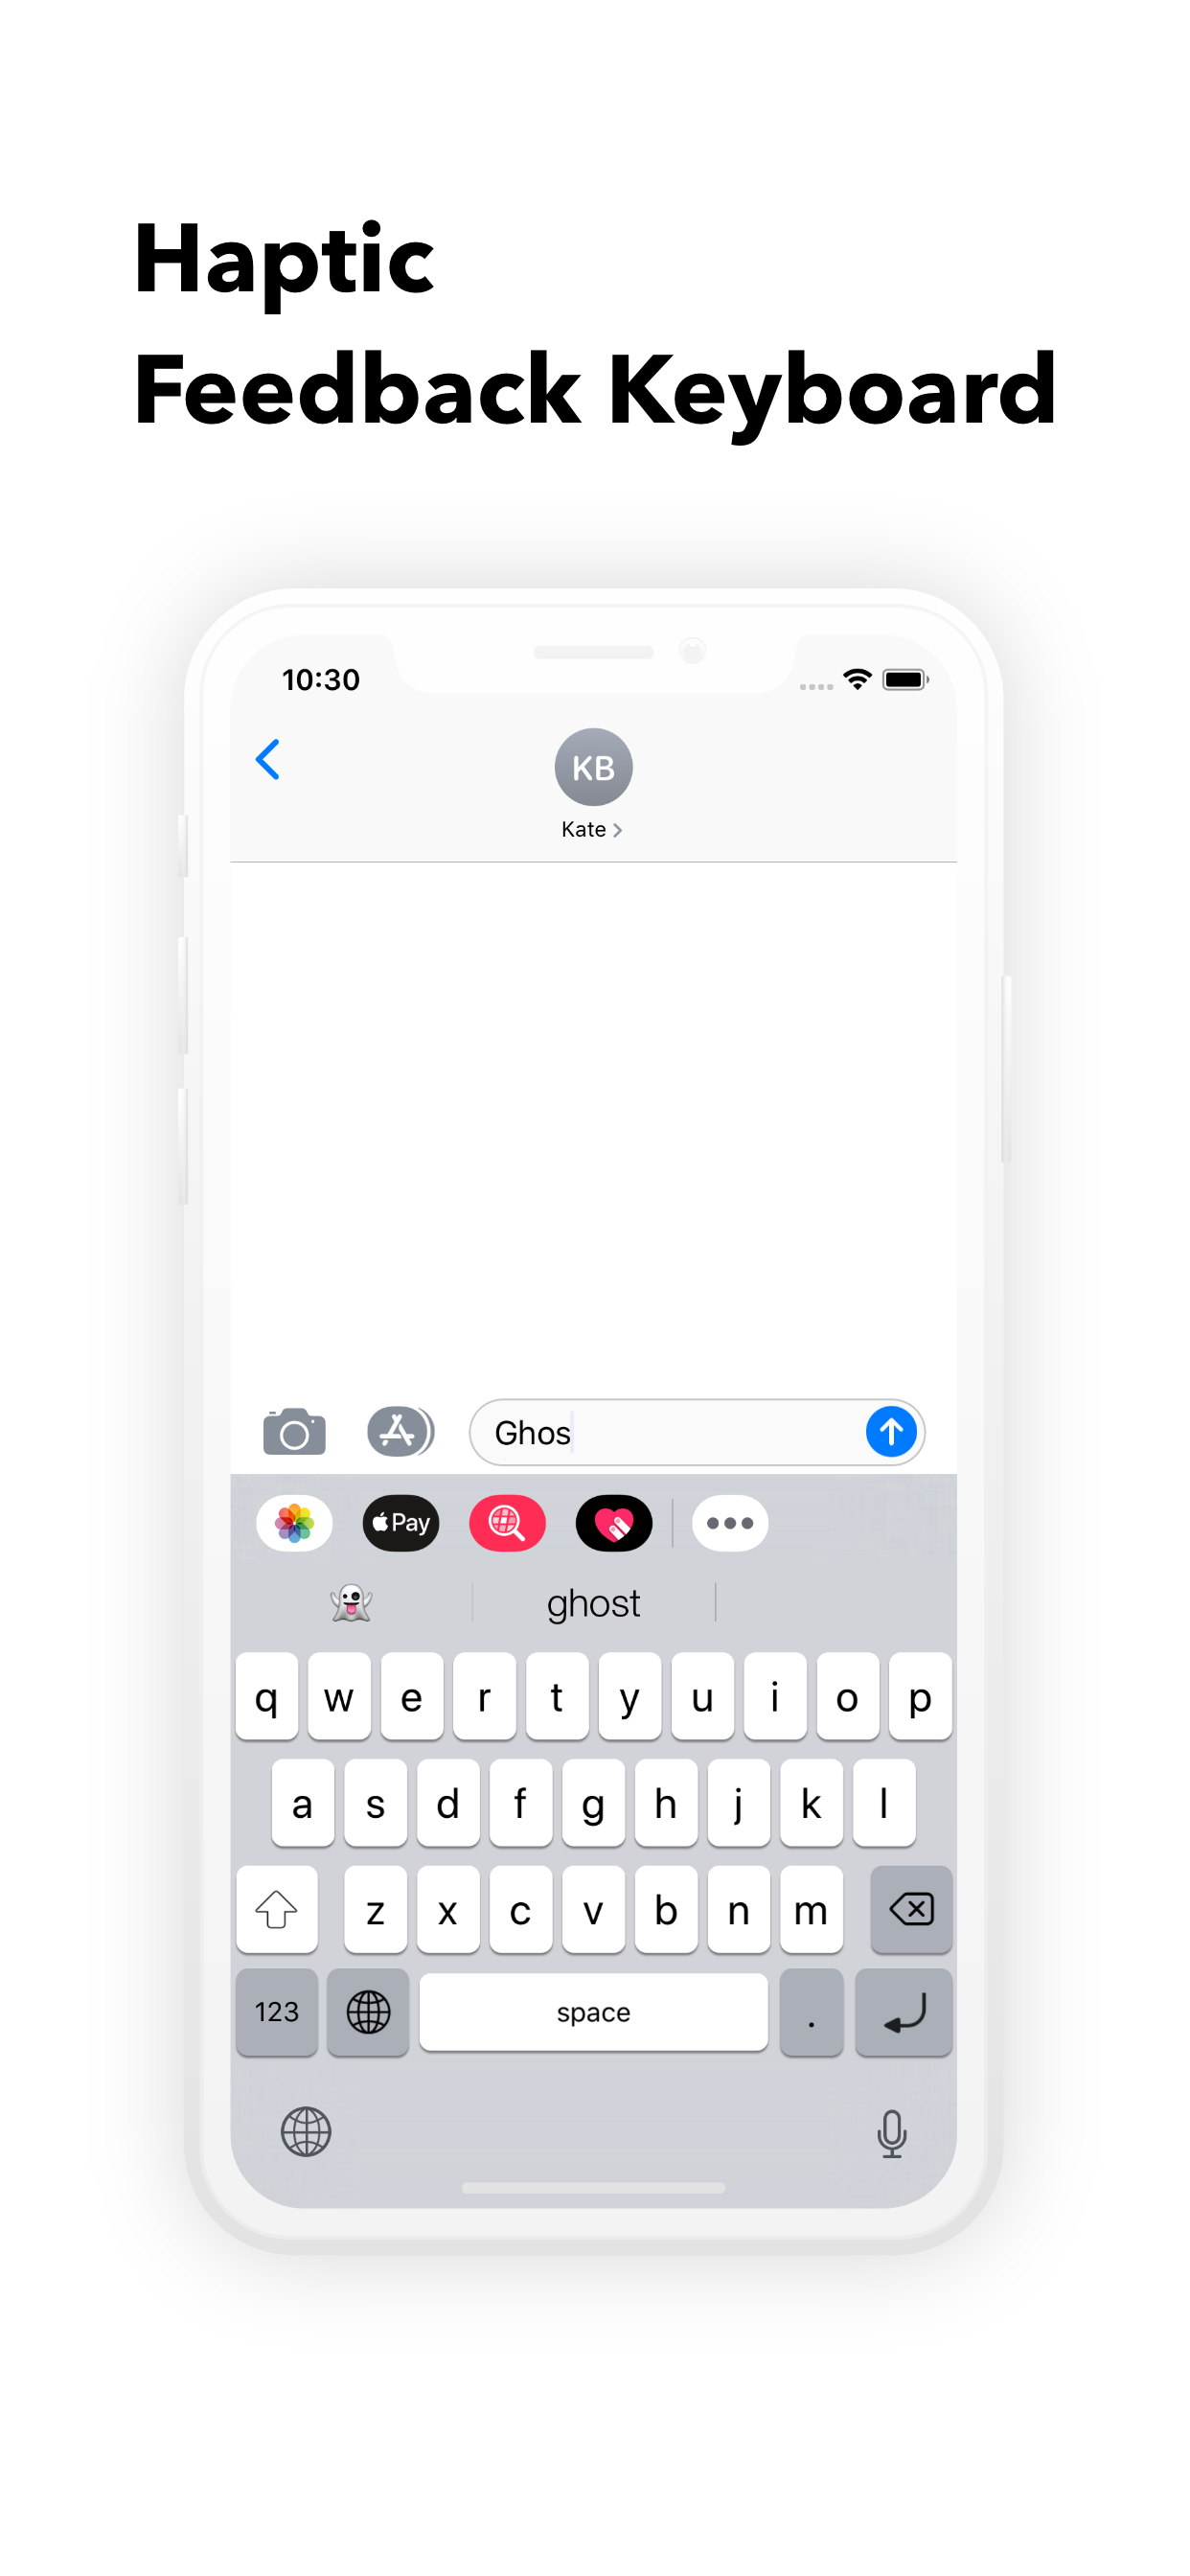 Haptic
Feedback Keyboard
10:30
KB
Kate
Ghos
Pay
ghost
q w e r t y u i o p
a s d f g h j k l
z x c v b n m
123 space .